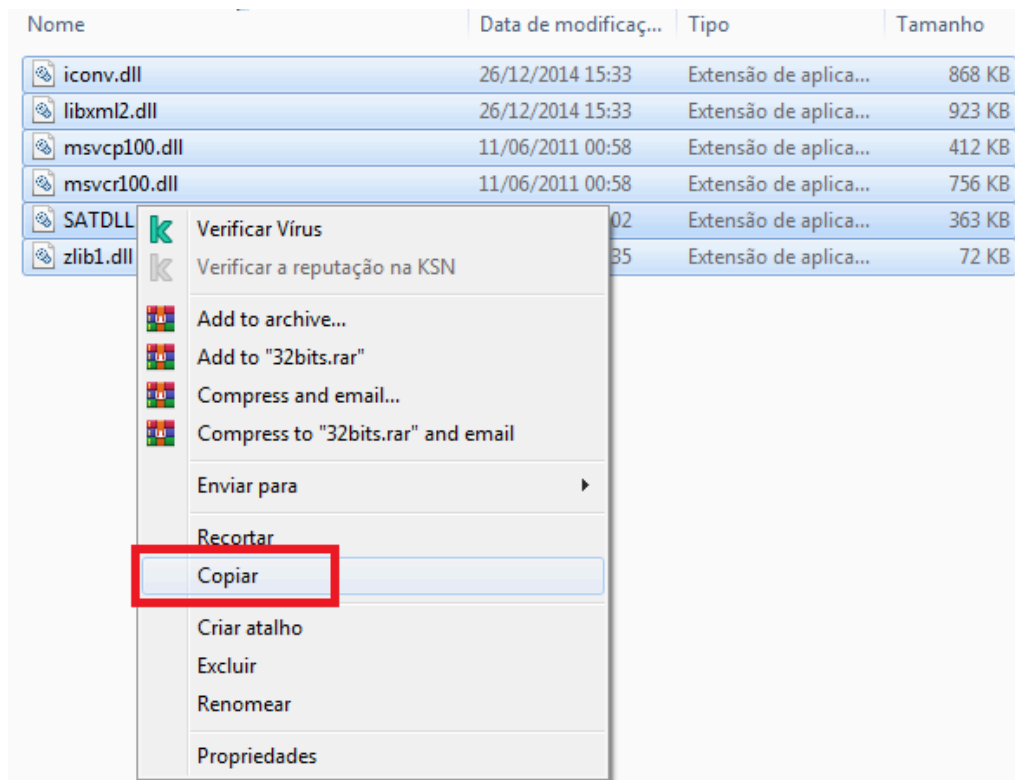 Nome Data de modificaç... Tipo Tamanho
iconv.dll 26/12/2014 15:33 Extensão de aplica... 868 KB
libxml2.dll 26/12/2014 15:33 Extensão de aplica... 923 KB
msvcp100.dll 11/06/2011 00:58 Extensão de aplica... 412 KB
msvcr100.dll 11/06/2011 00:58 Extensão de aplica... 756 KB
SATDLL 02 Extensão de aplica... 363 KB
zlib1.dll 35 Extensão de aplica... 72 KB
Verificar Vírus
Verificar a reputação na KSN
Add to archive...
Add to "32bits.rar"
Compress and email...
Compress to "32bits.rar" and email
Enviar para
Recortar
Copiar
Criar atalho
Excluir
Renomear
Propriedades